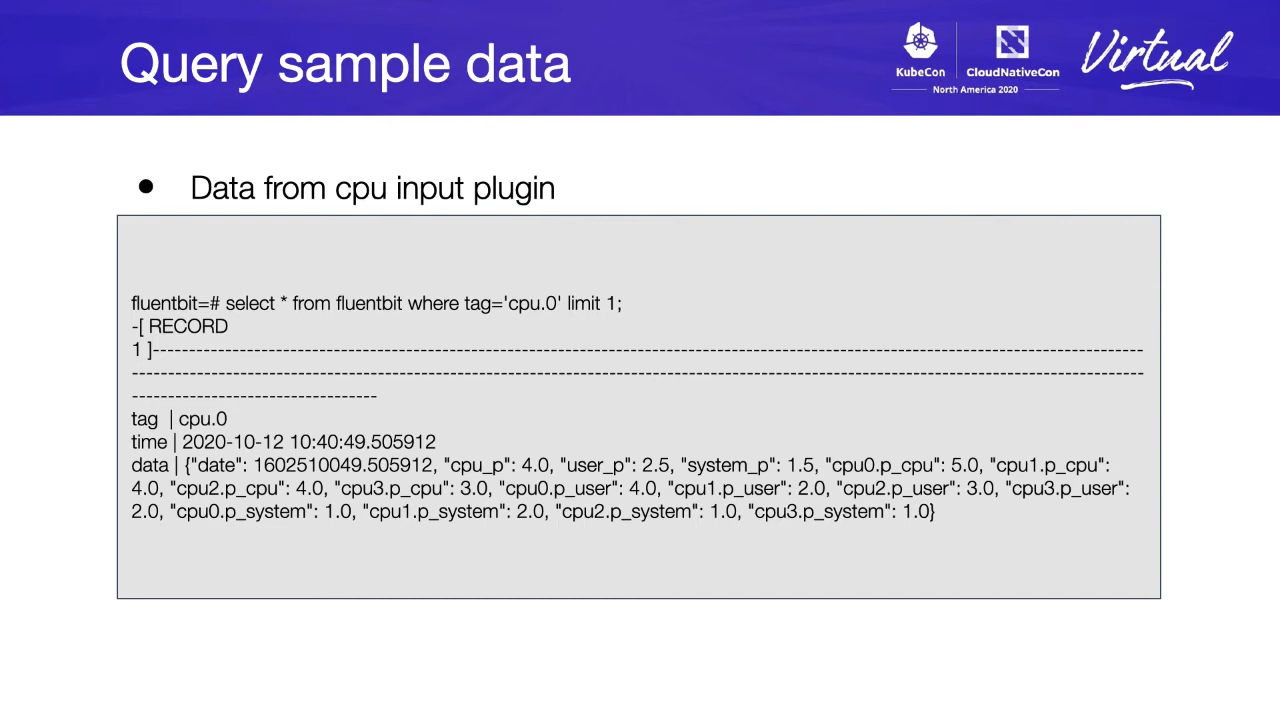 Query sample data
KubeCon
CloudNativeCon
North America 2020
Virtual
● Data from cpu input plugin
fluentbit=# select * from fluentbit where tag='cpu.0' limit 1;
-[ RECORD
1 ]------------------------------------------------------------------------------------------------------------------------------------------
---------------------------------------------------------------------------------------------------------------------------------------------
----------------------------------
tag | cpu.0
time | 2020-10-12 10:40:49.505912
data | {"date": 1602510049.505912, "cpu_p": 4.0, "user_p": 2.5, "system_p": 1.5, "cpu0.p_cpu": 5.0, "cpu1.p_cpu":
4.0, "cpu2.p_cpu": 4.0, "cpu3.p_cpu": 3.0, "cpu0.p_user": 4.0, "cpu1.p_user": 2.0, "cpu2.p_user": 3.0, "cpu3.p_user":
2.0, "cpu0.p_system": 1.0, "cpu1.p_system": 2.0, "cpu2.p_system": 1.0, "cpu3.p_system": 1.0}